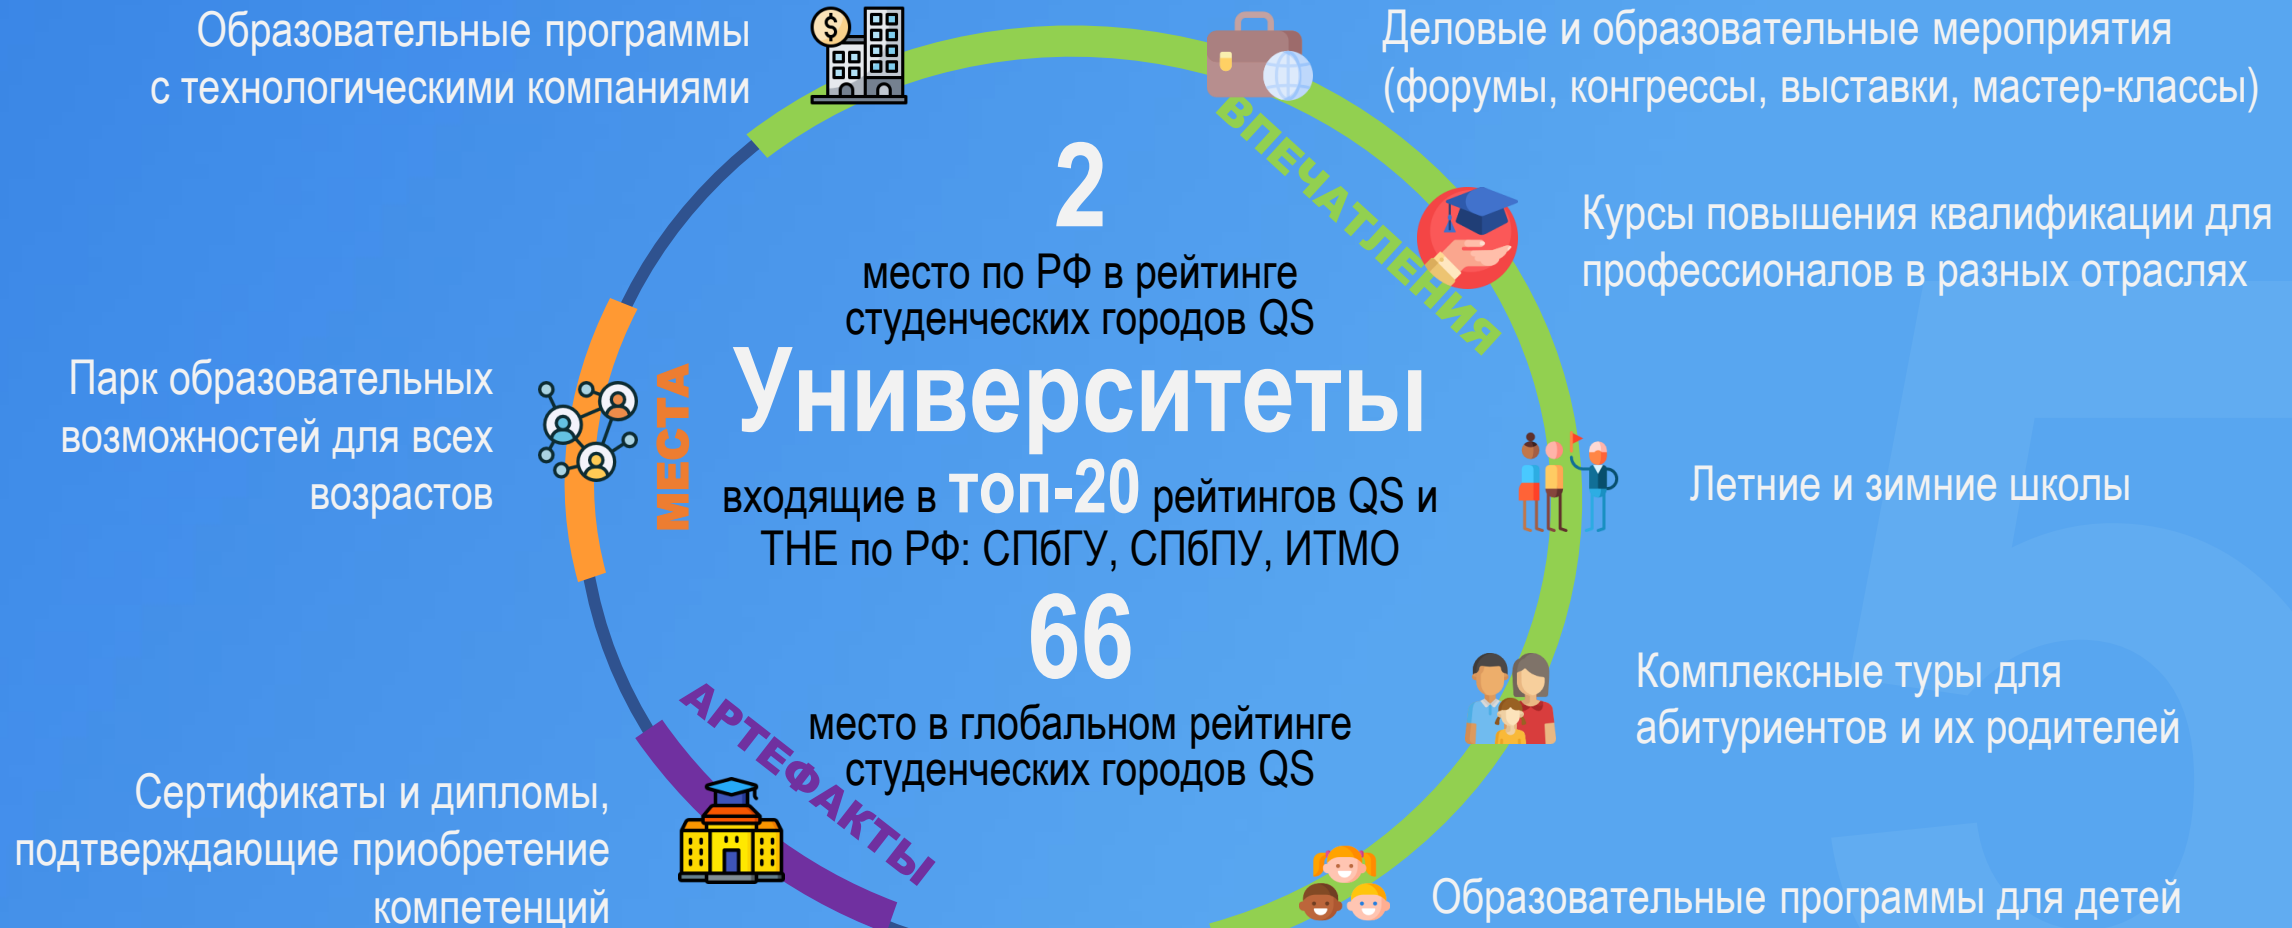 Образовательные программы
с технологическими компаниями
Деловые и образовательные мероприятия
(форумы, конгрессы, выставки, мастер-классы)
ВПЕЧАТЛЕНИЯ
2
место по РФ в рейтинге
студенческих городов QS
Курсы повышения квалификации для
профессионалов в разных отраслях
Парк образовательных
возможностей для всех
возрастов
МЕСТА
Университеты
входящие в топ-20 рейтингов QS и
THE по РФ: СПбГУ, СПбПУ, ИТМО
Летние и зимние школы
66
место в глобальном рейтинге
студенческих городов QS
Комплексные туры для
абитуриентов и их родителей
АРТЕФАКТЫ
Сертификаты и дипломы,
подтверждающие приобретение
компетенций
Образовательные программы для детей
5